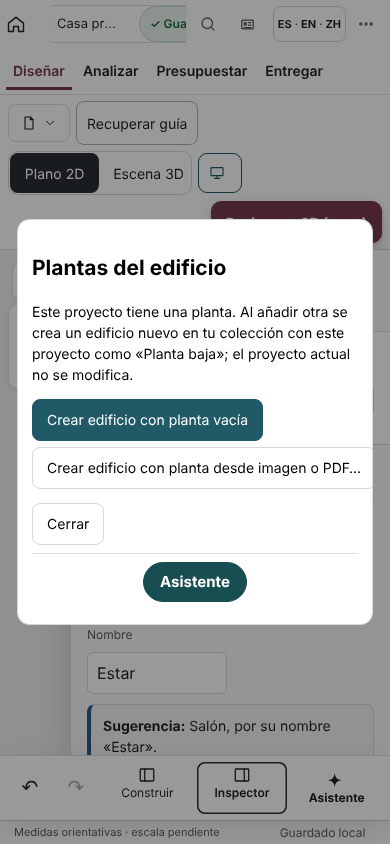 Casa pr...
✓ Gua
ES · EN · ZH
Diseñar Analizar Presupuestar Entregar
Recuperar guía
Plano 2D Escena 3D
Plantas del edificio
Este proyecto tiene una planta. Al añadir otra se
crea un edificio nuevo en tu colección con este
proyecto como «Planta baja»; el proyecto actual
no se modifica.
Crear edificio con planta vacía
Crear edificio con planta desde imagen o PDF...
Cerrar
Asistente
Nombre
Estar
Sugerencia: Salón, por su nombre
«Estar».
Construir Inspector Asistente
Medidas orientativas · escala pendiente Guardado local